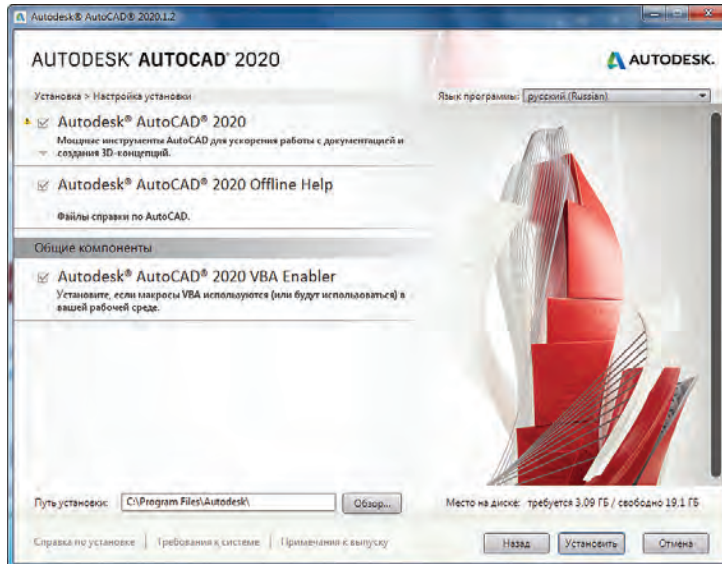 Autodesk® AutoCAD® 2020.1.2
AUTODESK® AUTOCAD® 2020
AUTODESK.
Установка > Настройка установки
Язык программы: русский (Russian)
Autodesk® AutoCAD® 2020
Мощные инструменты AutoCAD для ускорения работы с документацией и
создания 3D-концепций.
Autodesk® AutoCAD® 2020 Offline Help
Файлы справки по AutoCAD.
Общие компоненты
Autodesk® AutoCAD® 2020 VBA Enabler
Установите, если макросы VBA используются (или будут использоваться) в
вашей рабочей среде.
Путь установки: C:\Program Files\Autodesk\ Обзор...
Место на диске: требуется 3.09 ГБ / свободно 19.1 ГБ
Справка по установке | Требования к системе | Примечания к выпуску
Назад Установить Отмена